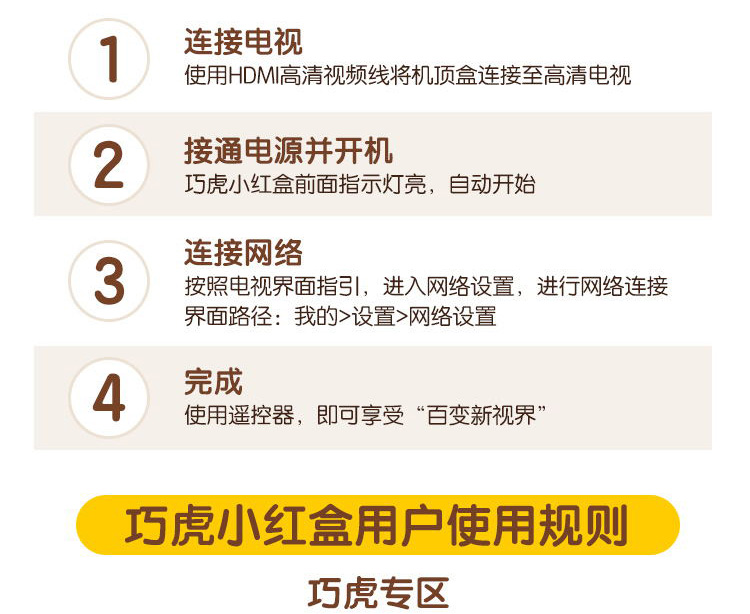 1
连接电视
使用HDMI高清视频线将机顶盒连接至高清电视
2
接通电源并开机
巧虎小红盒前面指示灯亮，自动开始
3
连接网络
按照电视界面指引，进入网络设置，进行网络连接
界面路径：我的>设置>网络设置
4
完成
使用遥控器，即可享受“百变新视界”
巧虎小红盒用户使用规则
巧虎专区